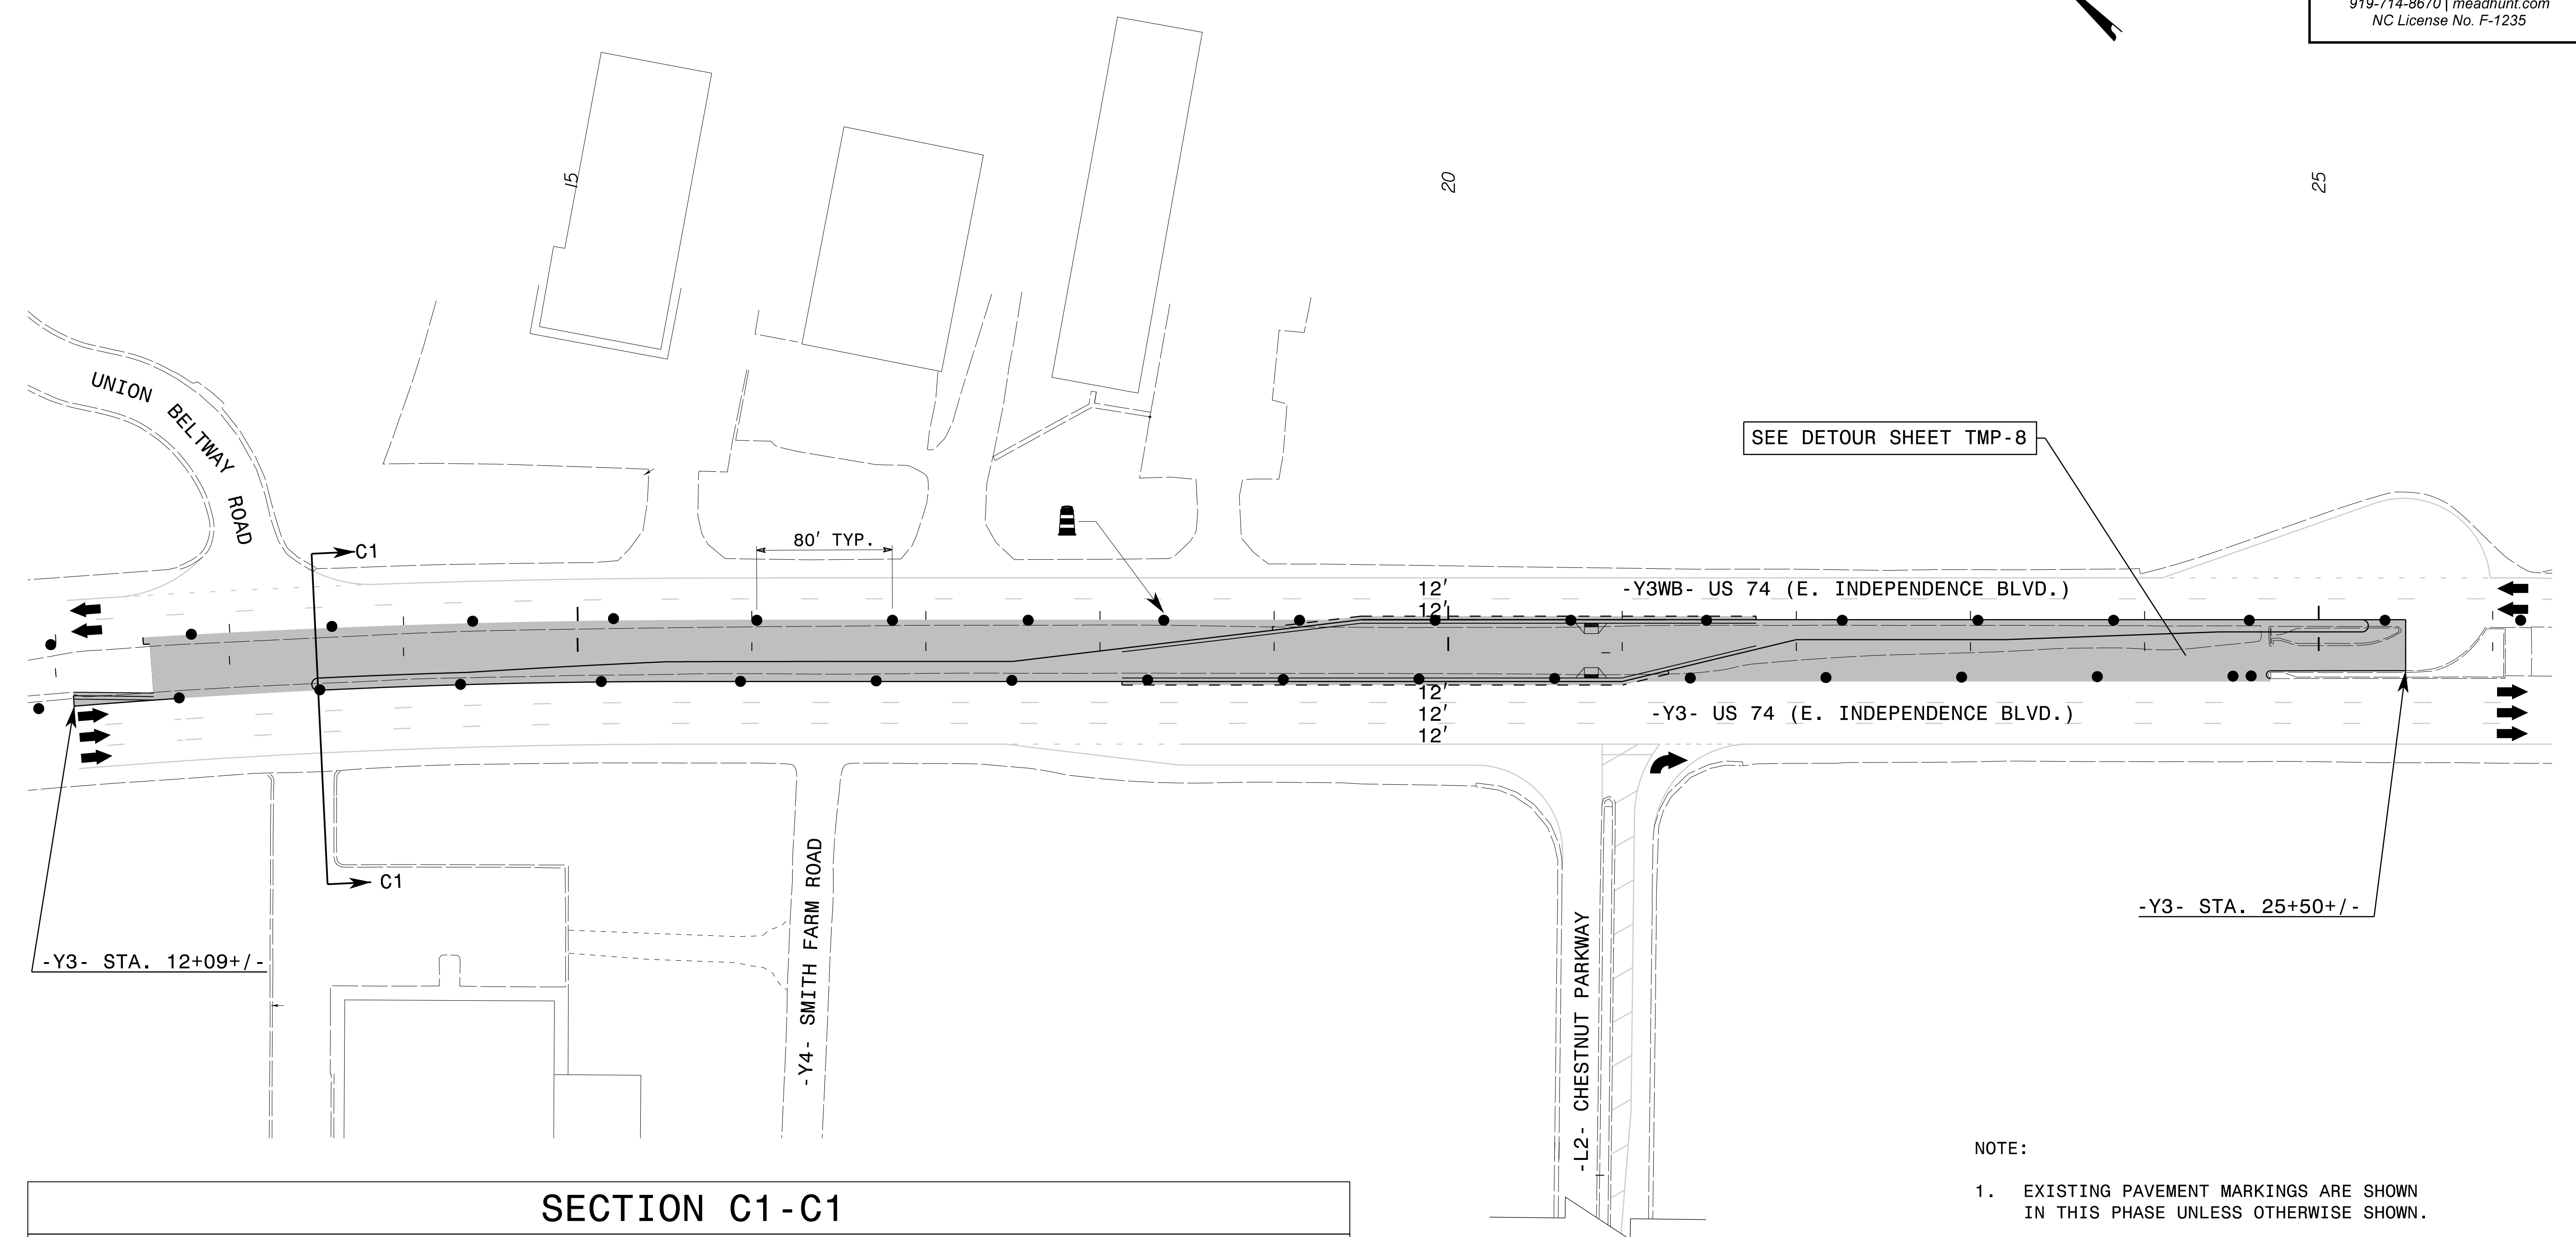 919-714-8670 | meadhunt.com
NC License No. F-1235
15
20
25
UNION BELTWAY ROAD
SEE DETOUR SHEET TMP-8
80' TYP.
C1
12'
12'
-Y3WB- US 74 (E. INDEPENDENCE BLVD.)
12'
12'
12'
-Y3- US 74 (E. INDEPENDENCE BLVD.)
C1
-Y4- SMITH FARM ROAD
-L2- CHESTNUT PARKWAY
-Y3- STA. 25+50+/-
-Y3- STA. 12+09+/-
NOTE:
1. EXISTING PAVEMENT MARKINGS ARE SHOWN
IN THIS PHASE UNLESS OTHERWISE SHOWN.
SECTION C1-C1